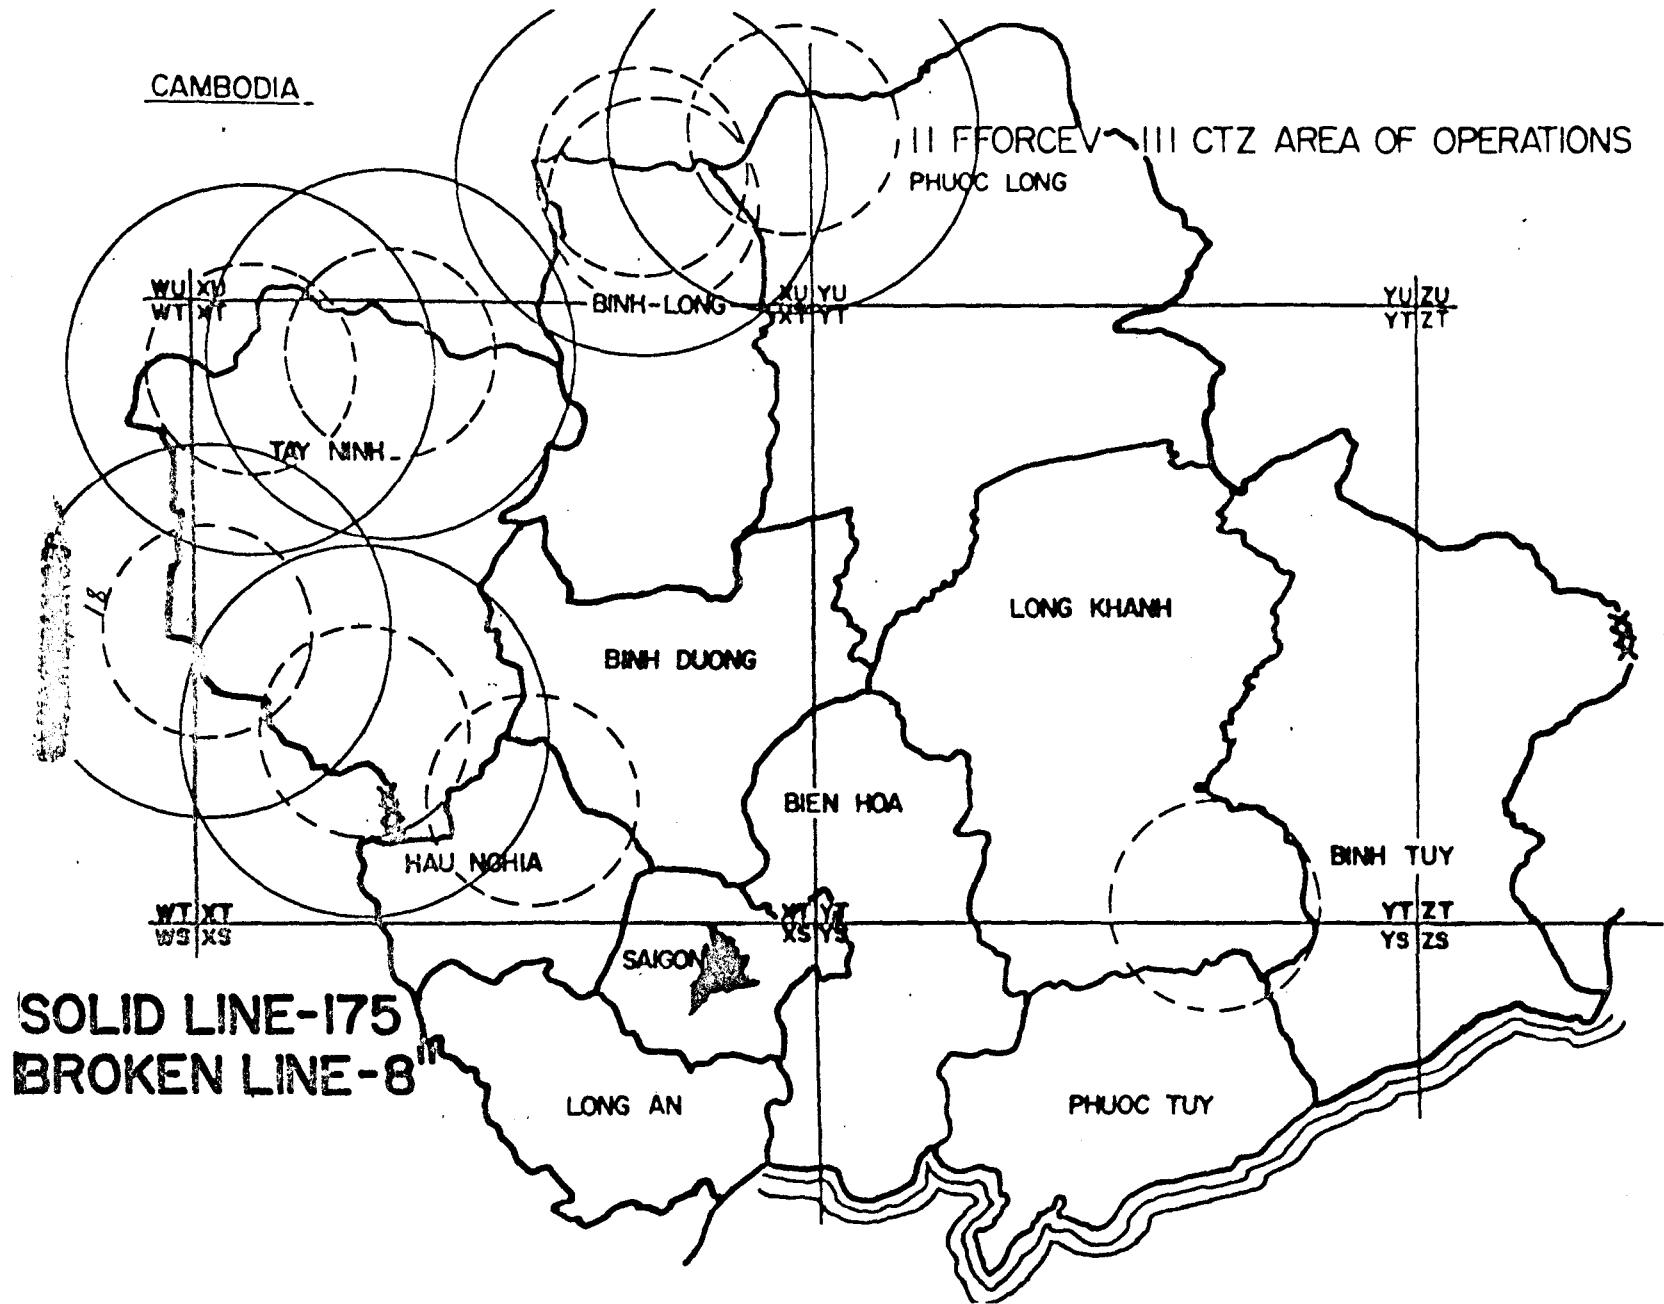 CAMBODIA
II FFORCEV III CTZ AREA OF OPERATIONS
PHUOC LONG
WU XU
WT XT
BINH-LONG
XU YU
XT YT
YU ZU
YT ZT
TAY NINH
18
LONG KHANH
BINH DUONG
BIEN HOA
HAU NGHIA
BINH TUY
WT XT
WS XS
XT YT
XS YS
YT ZT
YS ZS
SAIGON
SOLID LINE-175
BROKEN LINE-8"
LONG AN
PHUOC TUY